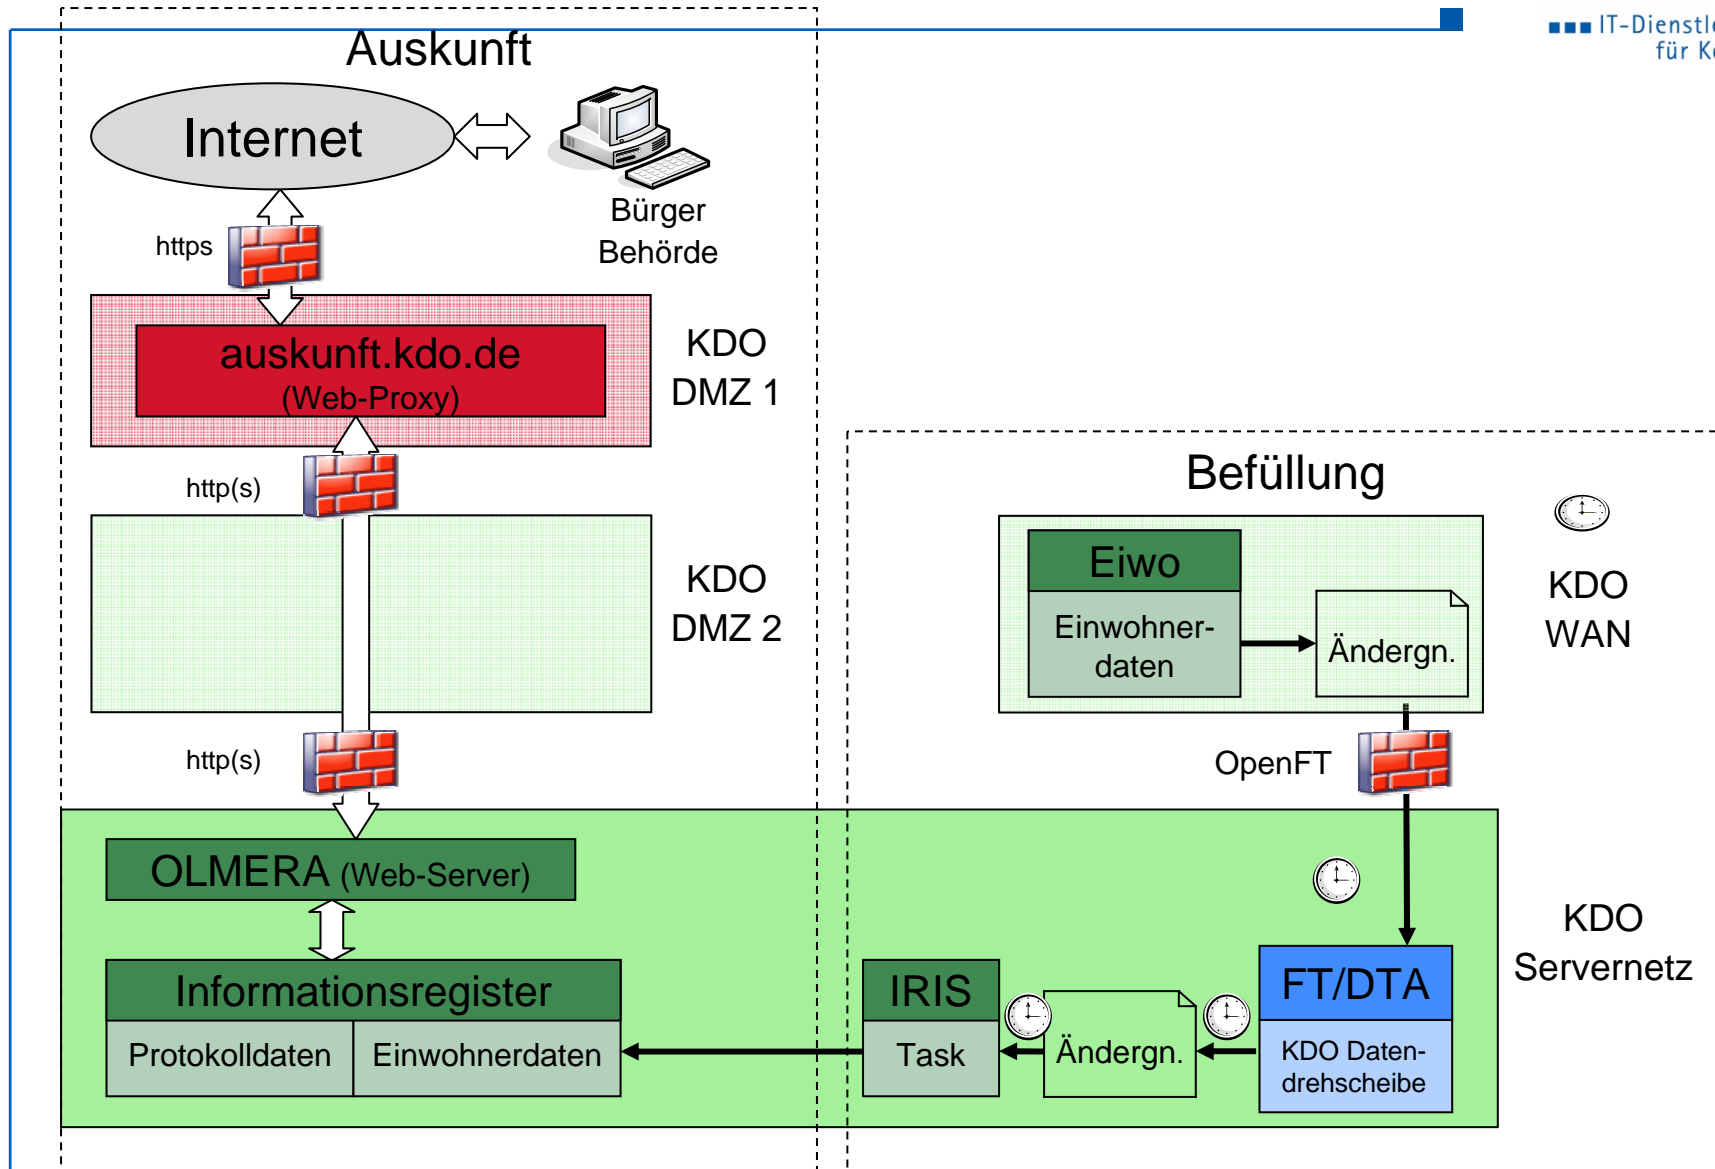 IT-Dienstle
für Ko
Auskunft
Internet
Bürger
Behörde
https
auskunft.kdo.de
(Web-Proxy)
KDO
DMZ 1
http(s)
KDO
DMZ 2
http(s)
OLMERA (Web-Server)
Informationsregister
Protokolldaten
Einwohnerdaten
Befüllung
Eiwo
Einwohner-
daten
Ändergn.
KDO
WAN
OpenFT
KDO
Servernetz
IRIS
Task
Ändergn.
FT/DTA
KDO Daten-
drehscheibe